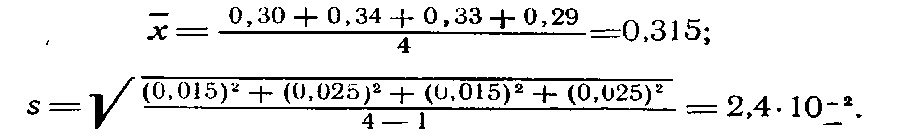 x̄ = (0,30 + 0,34 + 0,33 + 0,29) / 4 = 0,315;
s = √(((0,015)² + (0,025)² + (0,015)² + (0,025)²) / (4 — 1)) = 2,4 · 10⁻².